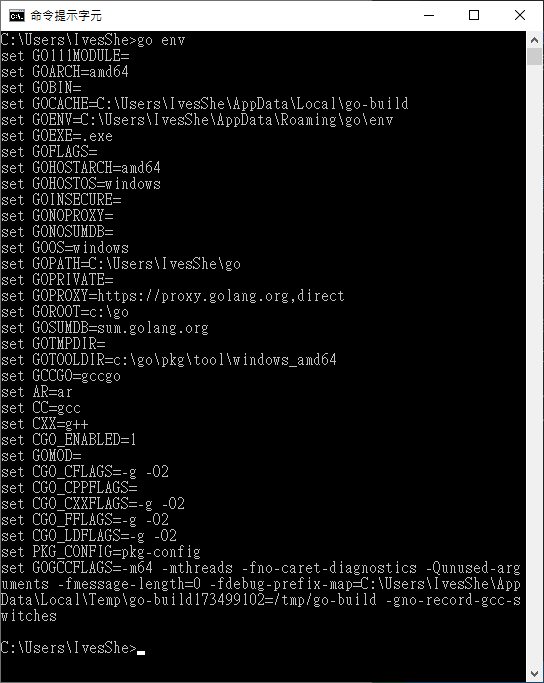 命令提示字元
C:\Users\IvesShe>go env
set GO111MODULE=
set GOARCH=amd64
set GOBIN=
set GOCACHE=C:\Users\IvesShe\AppData\Local\go-build
set GOENV=C:\Users\IvesShe\AppData\Roaming\go\env
set GOEXE=.exe
set GOFLAGS=
set GOHOSTARCH=amd64
set GOHOSTOS=windows
set GOINSECURE=
set GONOPROXY=
set GONOSUMDB=
set GOOS=windows
set GOPATH=C:\Users\IvesShe\go
set GOPRIVATE=
set GOPROXY=https://proxy.golang.org,direct
set GOROOT=c:\go
set GOSUMDB=sum.golang.org
set GOTMPDIR=
set GOTOOLDIR=c:\go\pkg\tool\windows_amd64
set GCCGO=gccgo
set AR=ar
set CC=gcc
set CXX=g++
set CGO_ENABLED=1
set GOMOD=
set CGO_CFLAGS=-g -O2
set CGO_CPPFLAGS=
set CGO_CXXFLAGS=-g -O2
set CGO_FFLAGS=-g -O2
set CGO_LDFLAGS=-g -O2
set PKG_CONFIG=pkg-config
set GOGCCFLAGS=-m64 -mthreads -fno-caret-diagnostics -Qunused-arg
uments -fmessage-length=0 -fdebug-prefix-map=C:\Users\IvesShe\App
Data\Local\Temp\go-build173499102=/tmp/go-build -gno-record-gcc-s
witches
C:\Users\IvesShe>